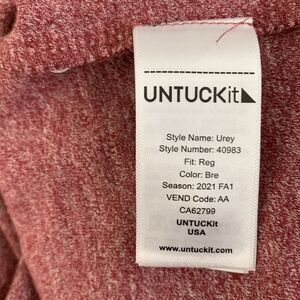 UNTUCKit
Style Name: Urey
Style Number: 40983
Fit: Reg
Color: Bre
Season: 2021 FA1
VEND Code: AA
CA62799
UNTUCKit
USA
www.untuckit.com